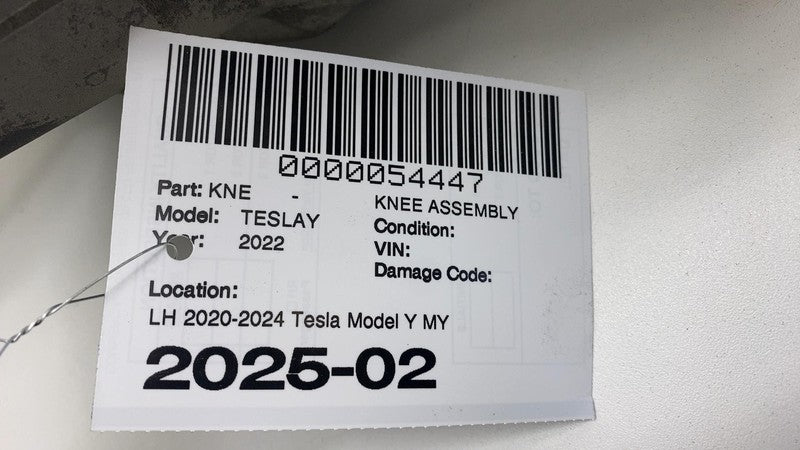 0000054447
Part: KNE -
KNEE ASSEMBLY
Model: TESLAY
Condition:
Year: 2022
VIN:
Damage Code:
Location:
LH 2020-2024 Tesla Model Y MY
2025-02